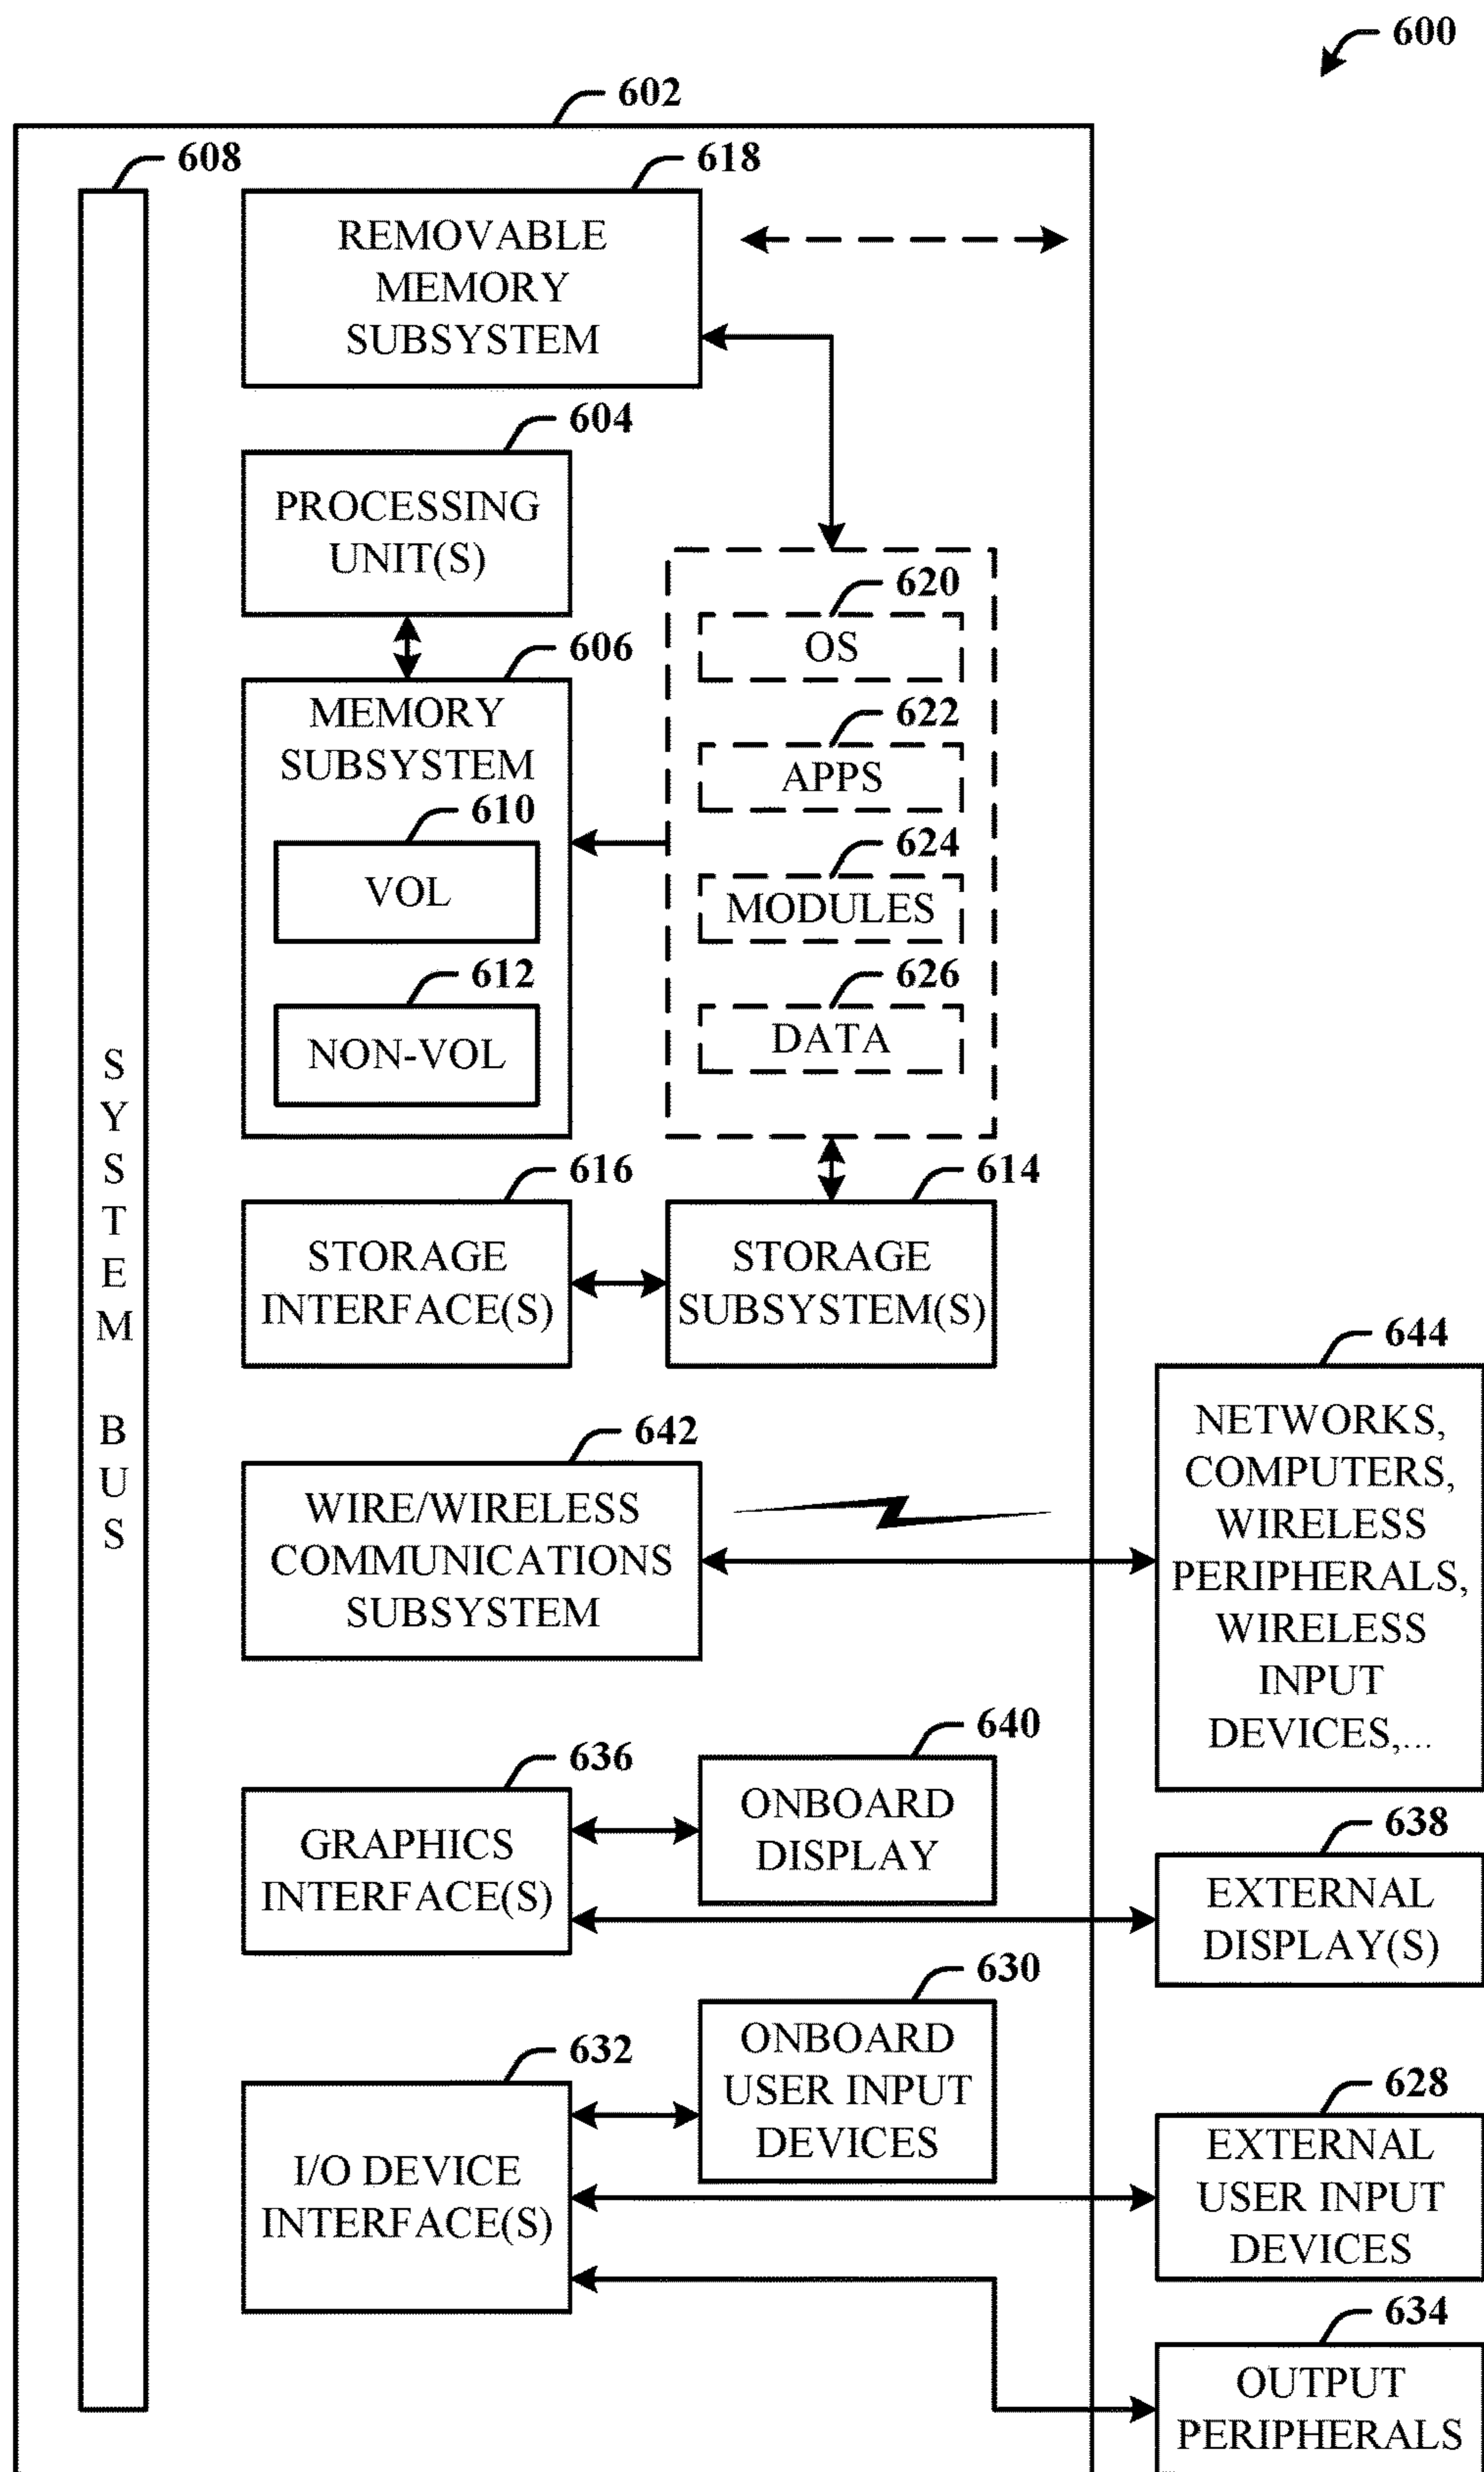 600
602
608
618
REMOVABLE
MEMORY
SUBSYSTEM
604
PROCESSING
UNIT(S)
606
MEMORY
SUBSYSTEM
610
VOL
612
NON-VOL
620
OS
622
APPS
624
MODULES
626
DATA
SYSTEM BUS
616
STORAGE
INTERFACE(S)
614
STORAGE
SUBSYSTEM(S)
642
WIRE/WIRELESS
COMMUNICATIONS
SUBSYSTEM
644
NETWORKS,
COMPUTERS,
WIRELESS
PERIPHERALS,
WIRELESS
INPUT
DEVICES,...
636
GRAPHICS
INTERFACE(S)
640
ONBOARD
DISPLAY
638
EXTERNAL
DISPLAY(S)
632
I/O DEVICE
INTERFACE(S)
630
ONBOARD
USER INPUT
DEVICES
628
EXTERNAL
USER INPUT
DEVICES
634
OUTPUT
PERIPHERALS